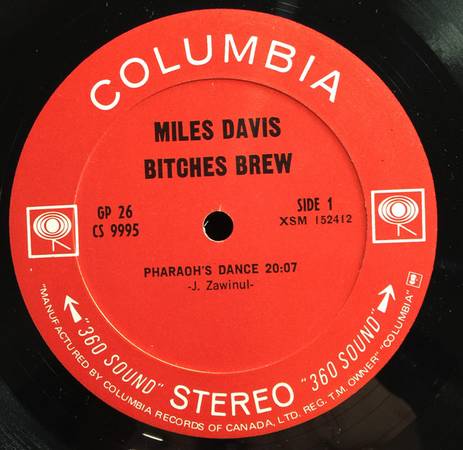 COLUMBIA
MILES DAVIS
BITCHES BREW
GP 26
CS 9995
SIDE 1
XSM 152412
PHARAOH'S DANCE 20:07
-J. Zawinul-
"360 SOUND" STEREO "360 SOUND"
"MANUFACTURED BY COLUMBIA RECORDS OF CANADA, LTD. REG. T.M. OWNER" "COLUMBIA"